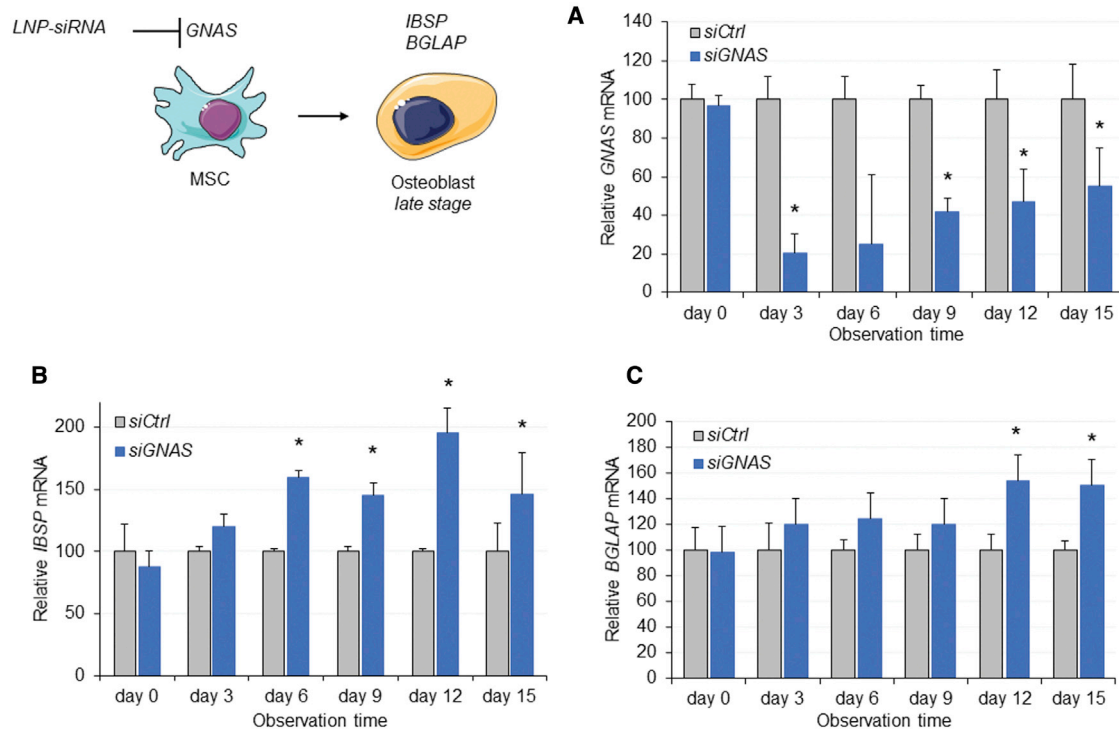 LNP-siRNA
GNAS
IBSP
BGLAP
MSC
Osteoblast
late stage
A
140
120
100
80
60
40
20
0
Relative GNAS mRNA
siCtrl
siGNAS
*
*
*
*
day 0 day 3 day 6 day 9 day 12 day 15
Observation time
B
200
150
100
50
0
Relative IBSP mRNA
siCtrl
siGNAS
*
*
*
*
day 0 day 3 day 6 day 9 day 12 day 15
Observation time
C
200
180
160
140
120
100
80
60
40
20
0
Relative BGLAP mRNA
siCtrl
siGNAS
*
*
day 0 day 3 day 6 day 9 day 12 day 15
Observation time